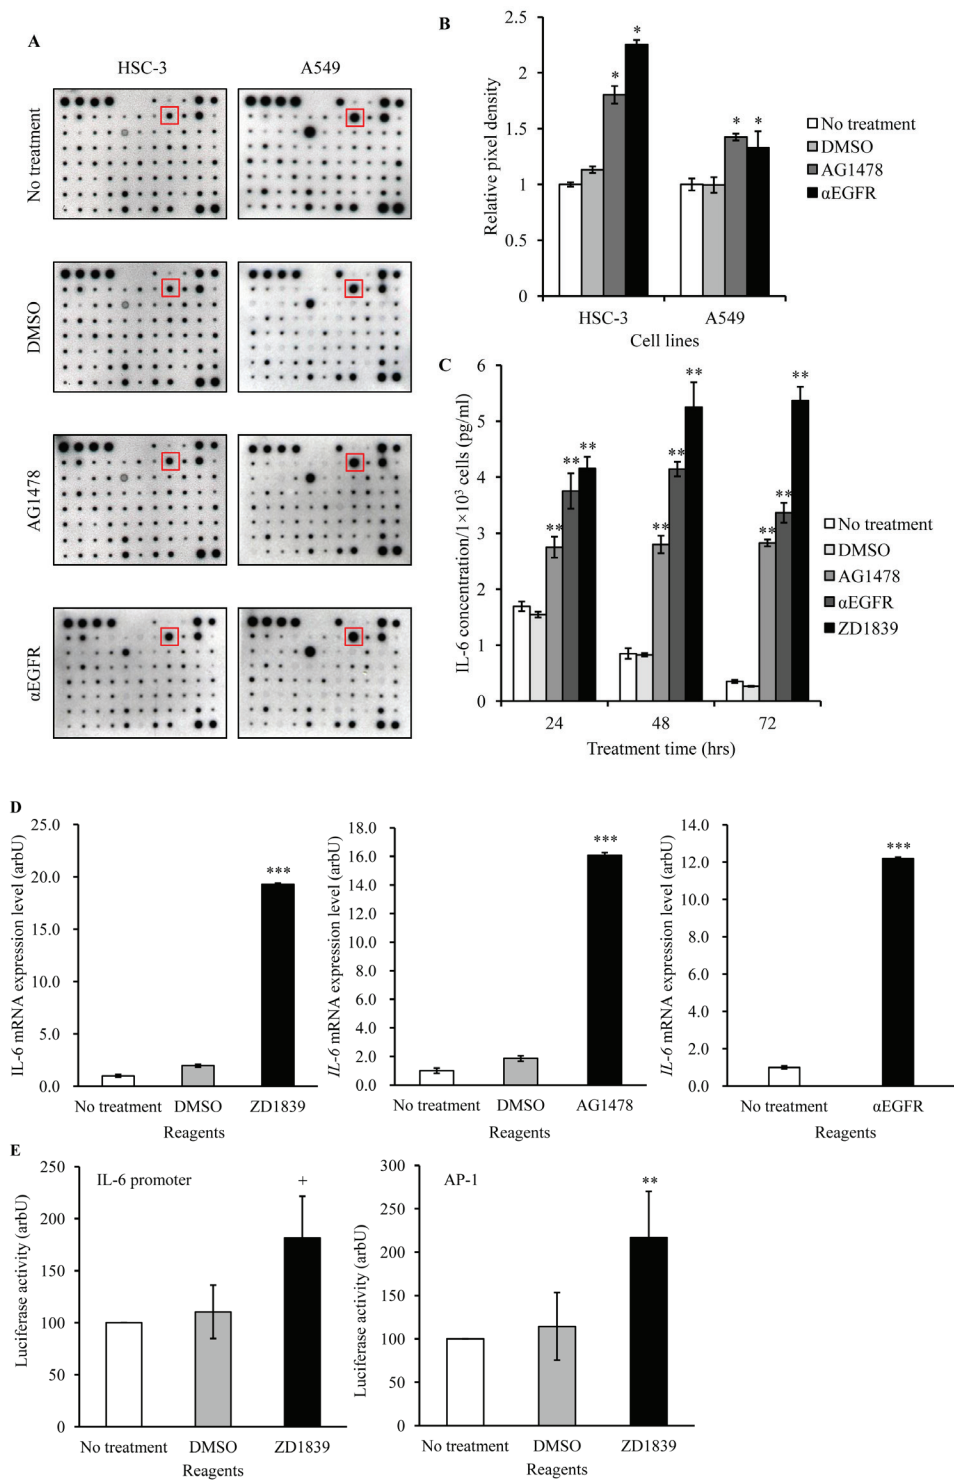 A
HSC-3
A549
No treatment
DMSO
AG1478
αEGFR
B
Relative pixel density
2.5
2
1.5
1
0.5
0
*
*
*
*
HSC-3
A549
Cell lines
No treatment
DMSO
AG1478
αEGFR
C
IL-6 concentration/1×10³ cells (pg/ml)
6
5
4
3
2
1
0
**
**
**
**
**
**
**
**
**
24
48
72
Treatment time (hrs)
No treatment
DMSO
AG1478
αEGFR
ZD1839
D
IL-6 mRNA expression level (arbU)
25.0
20.0
15.0
10.0
5.0
0.0
***
No treatment
DMSO
ZD1839
Reagents
IL-6 mRNA expression level (arbU)
18.0
16.0
14.0
12.0
10.0
8.0
6.0
4.0
2.0
0.0
***
No treatment
DMSO
AG1478
Reagents
IL-6 mRNA expression level (arbU)
14.0
12.0
10.0
8.0
6.0
4.0
2.0
0.0
***
No treatment
αEGFR
Reagents
E
Luciferase activity (arbU)
250
200
150
100
50
0
IL-6 promoter
+
No treatment
DMSO
ZD1839
Reagents
Luciferase activity (arbU)
300
250
200
150
100
50
0
AP-1
**
No treatment
DMSO
ZD1839
Reagents